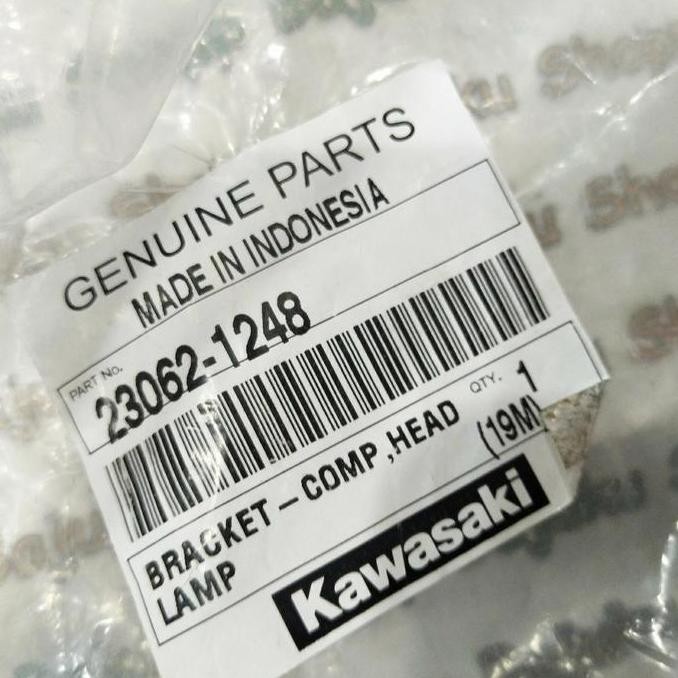 GENUINE PARTS
MADE IN INDONESIA
PART No.
23062-1248
QTY. 1
BRACKET-COMP,HEAD
LAMP
(19M)
Kawasaki